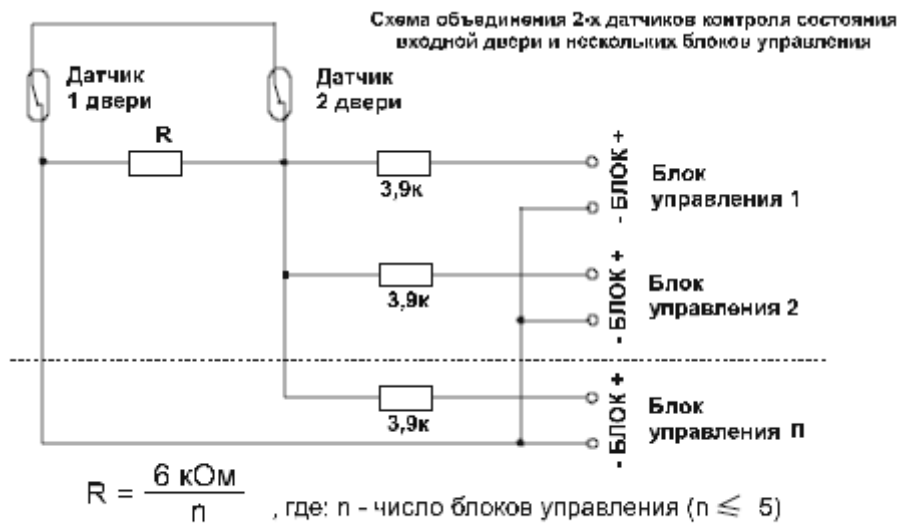 Схема объединения 2-х датчиков контроля состояния
входной двери и нескольких блоков управления
Датчик
1 двери
Датчик
2 двери
R
3,9к
- БЛОК +
Блок
управления 1
3,9к
- БЛОК +
Блок
управления 2
3,9к
- БЛОК +
Блок
управления n
R = 6 кОм / n , где: n - число блоков управления (n ⩽ 5)